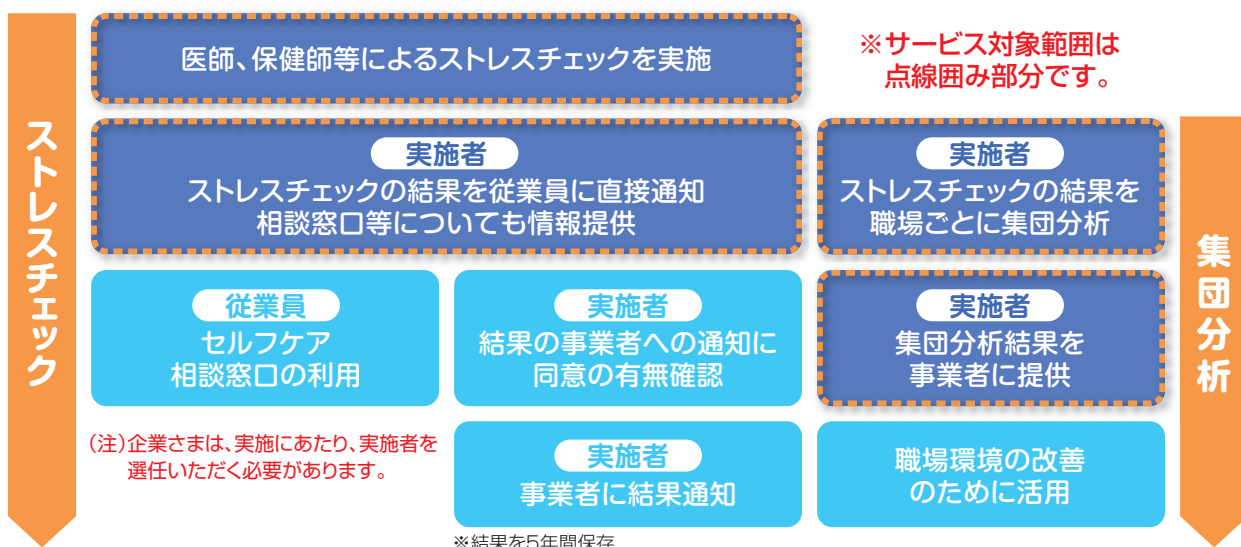 ストレスチェック
医師、保健師等によるストレスチェックを実施
※サービス対象範囲は
点線囲み部分です。
実施者
ストレスチェックの結果を従業員に直接通知
相談窓口等についても情報提供
実施者
ストレスチェックの結果を
職場ごとに集団分析
集団分析
従業員
セルフケア
相談窓口の利用
実施者
結果の事業者への通知に
同意の有無確認
実施者
集団分析結果を
事業者に提供
(注)企業さまは、実施にあたり、実施者を
選任いただく必要があります。
実施者
事業者に結果通知
職場環境の改善
のために活用
※結果を5年間保存